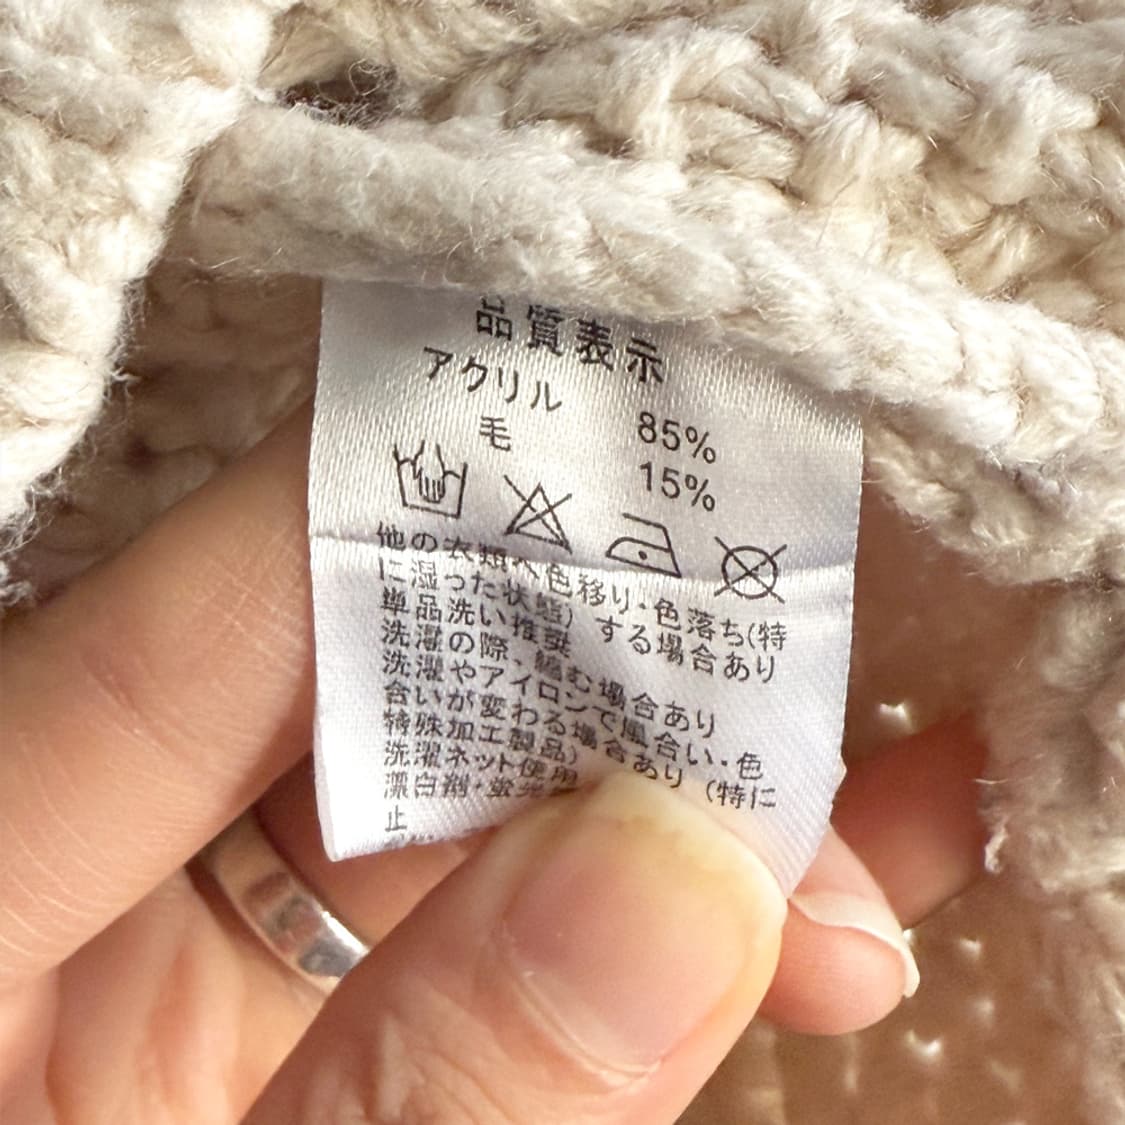 品質表示
アクリル 85%
毛 15%
他の衣類へ色移り・色落ち(特
に湿った状態)する場合あり
単品洗い推奨
洗濯の際、縮む場合あり
洗濯やアイロンで風合い・色
合いが変わる場合あり(特に
特殊加工製品)
洗濯ネット使用
漂白剤・蛍光
止